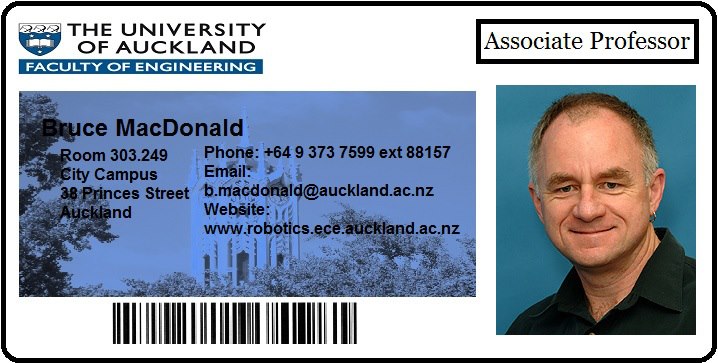 THE UNIVERSITY
OF AUCKLAND
FACULTY OF ENGINEERING
Associate Professor
Bruce MacDonald
Room 303.249
City Campus
38 Princes Street
Auckland
Phone: +64 9 373 7599 ext 88157
Email:
b.macdonald@auckland.ac.nz
Website:
www.robotics.ece.auckland.ac.nz